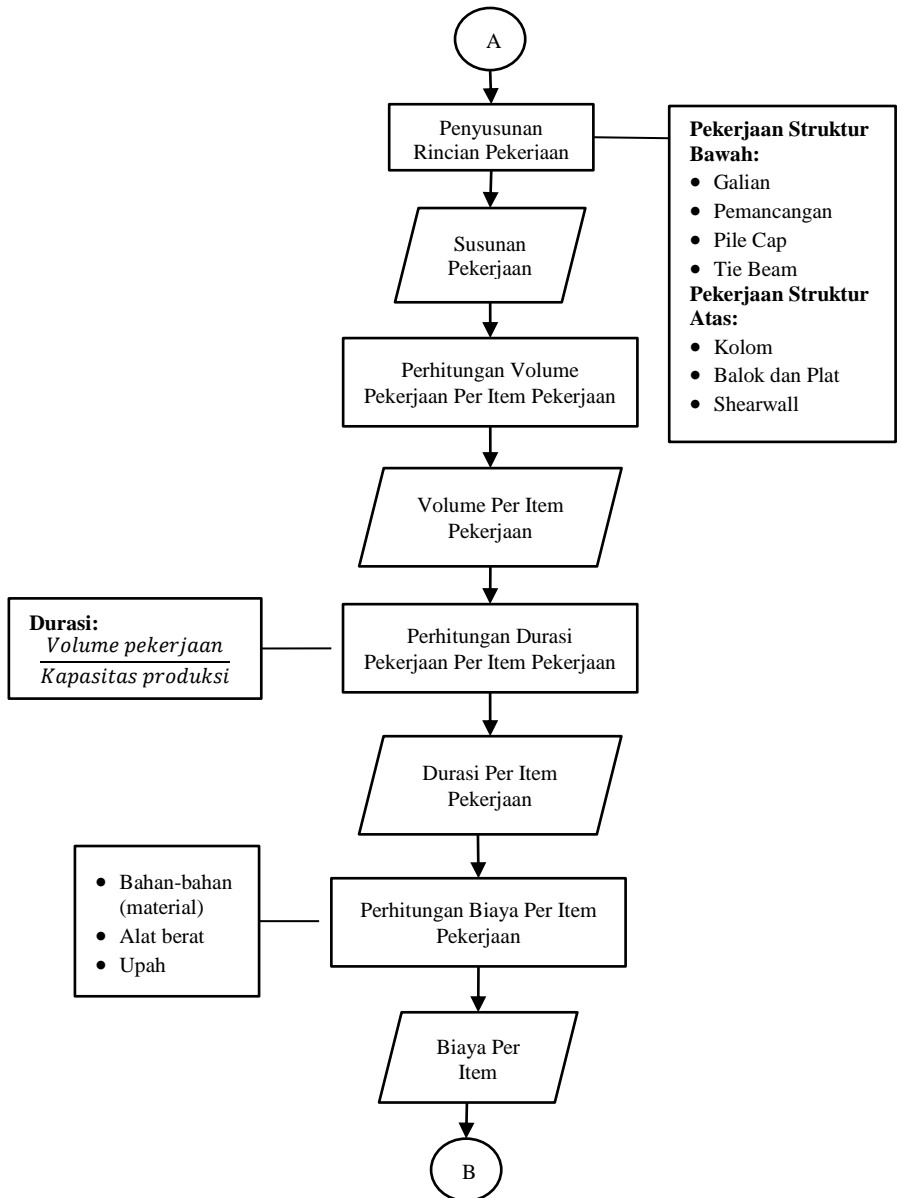 A
Penyusunan
Rincian Pekerjaan
Pekerjaan Struktur
Bawah:
• Galian
• Pemancangan
• Pile Cap
• Tie Beam
Pekerjaan Struktur
Atas:
• Kolom
• Balok dan Plat
• Shearwall
Susunan
Pekerjaan
Perhitungan Volume
Pekerjaan Per Item Pekerjaan
Volume Per Item
Pekerjaan
Durasi:
Volume pekerjaan
Kapasitas produksi
Perhitungan Durasi
Pekerjaan Per Item Pekerjaan
Durasi Per Item
Pekerjaan
• Bahan-bahan
(material)
• Alat berat
• Upah
Perhitungan Biaya Per Item
Pekerjaan
Biaya Per
Item
B